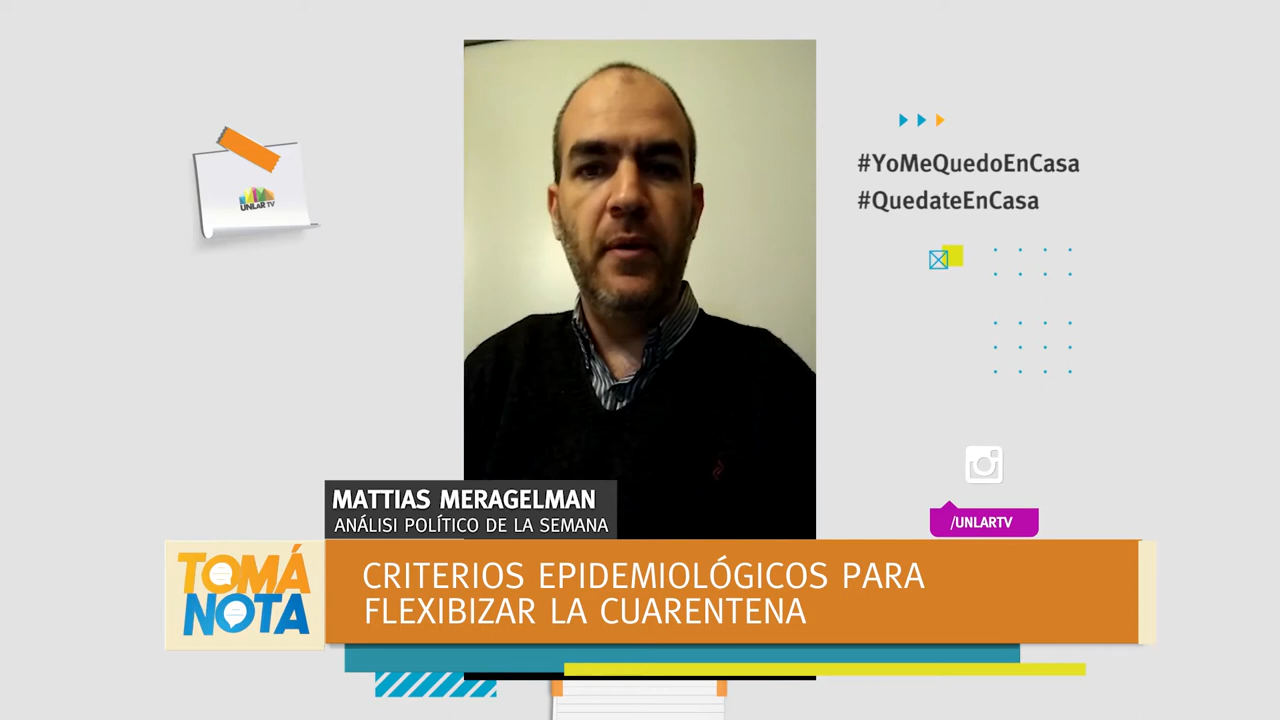 UNLAR TV
#YoMeQuedoEnCasa
#QuedateEnCasa
/UNLARTV
MATTIAS MERAGELMAN
ANÁLISI POLÍTICO DE LA SEMANA
TOMÁ
NOTA
CRITERIOS EPIDEMIOLÓGICOS PARA
FLEXIBIZAR LA CUARENTENA